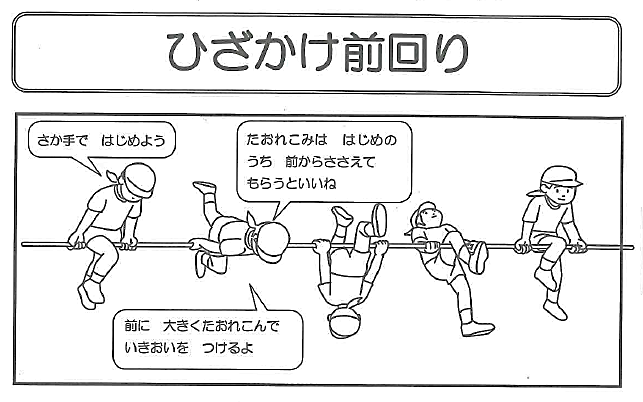 ひざかけ前回り
さか手で　はじめよう
たおれこみは　はじめの
うち　前からささえて
もらうといいね
前に　大きくたおれこんで
いきおいを　つけるよ